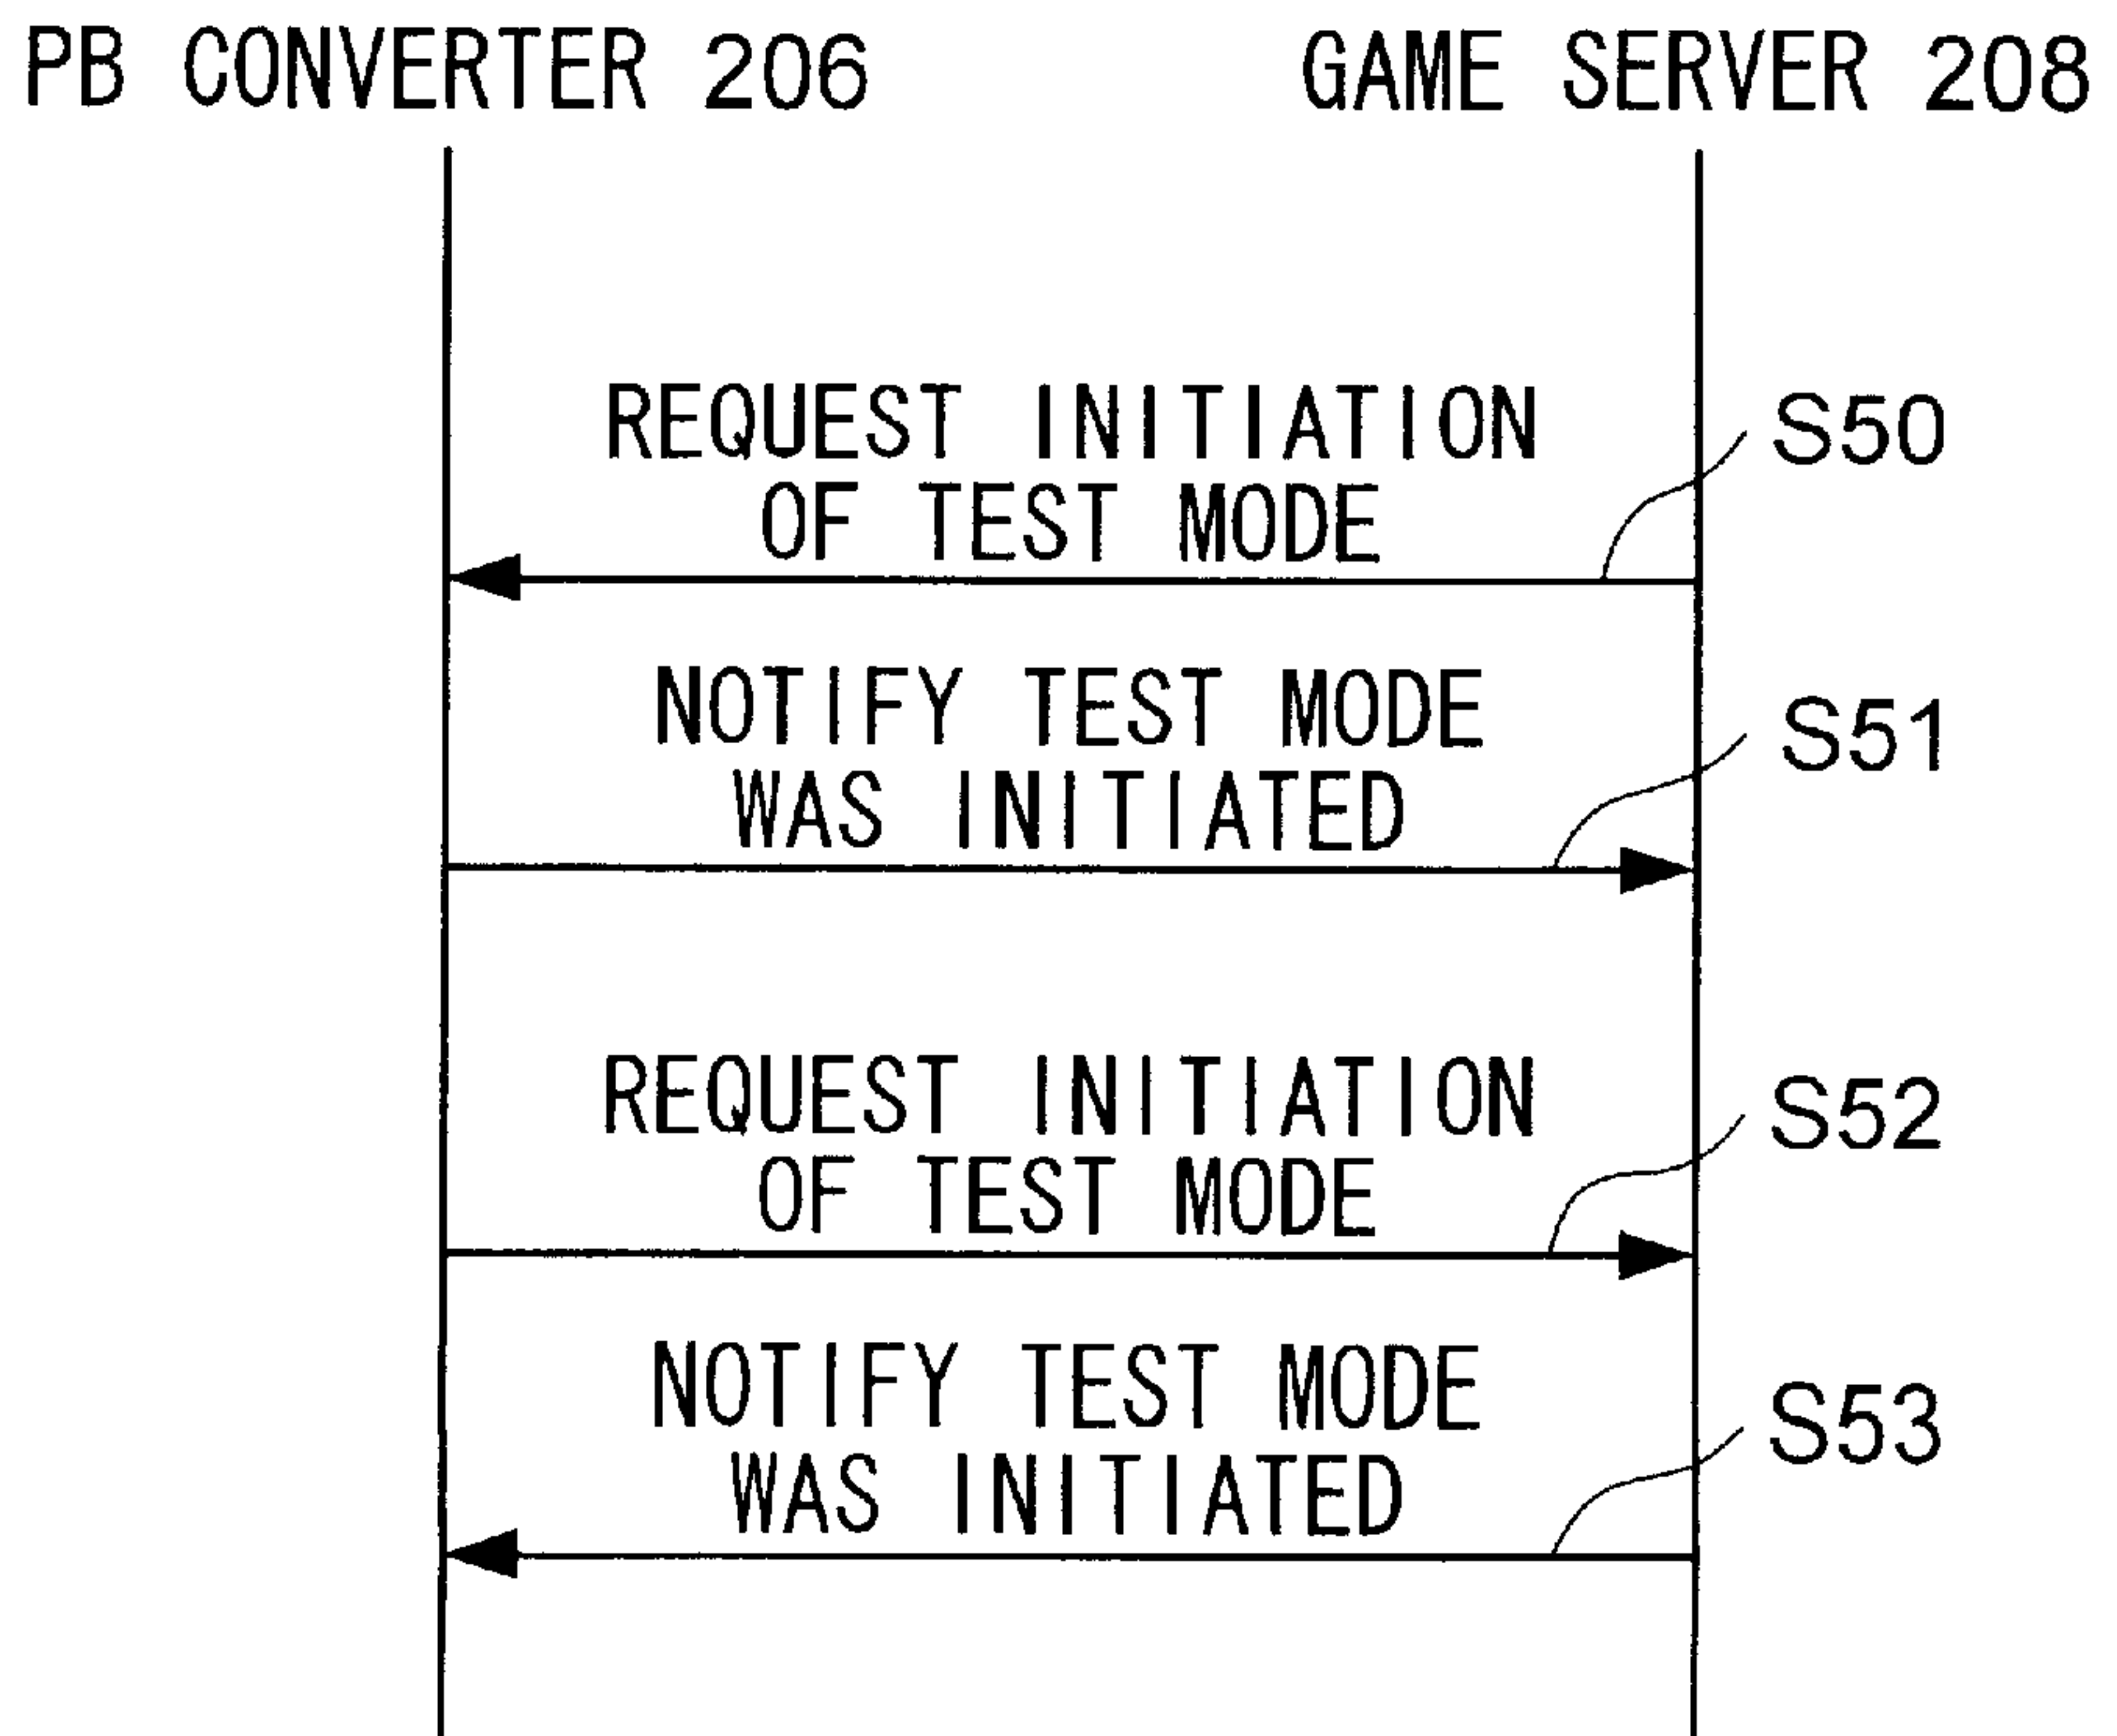 PB CONVERTER 206
GAME SERVER 208
REQUEST INITIATION
OF TEST MODE
S50
NOTIFY TEST MODE
WAS INITIATED
S51
REQUEST INITIATION
OF TEST MODE
S52
NOTIFY TEST MODE
WAS INITIATED
S53